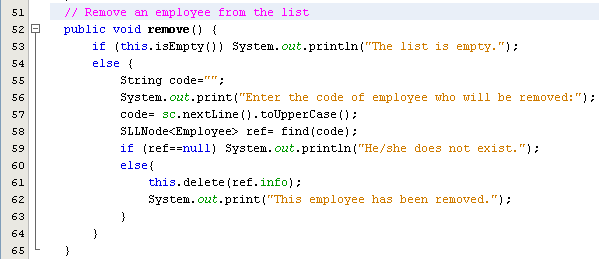 51 // Remove an employee from the list
52 public void remove() {
53 if (this.isEmpty()) System.out.println("The list is empty.");
54 else {
55 String code="";
56 System.out.print("Enter the code of employee who will be removed:");
57 code= sc.nextLine().toUpperCase();
58 SLLNode<Employee> ref= find(code);
59 if (ref==null) System.out.println("He/she does not exist.");
60 else{
61 this.delete(ref.info);
62 System.out.print("This employee has been removed.");
63 }
64 }
65 }